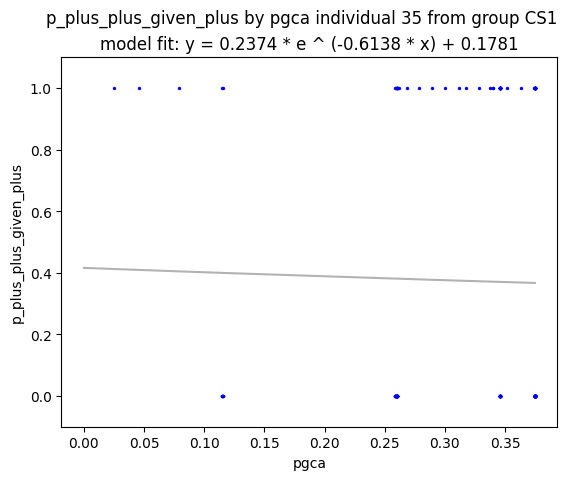 p_plus_plus_given_plus by pgca individual 35 from group CS1
model fit: y = 0.2374 * e ^ (-0.6138 * x) + 0.1781
p_plus_plus_given_plus
1.0
0.8
0.6
0.4
0.2
0.0
0.00 0.05 0.10 0.15 0.20 0.25 0.30 0.35
pgca